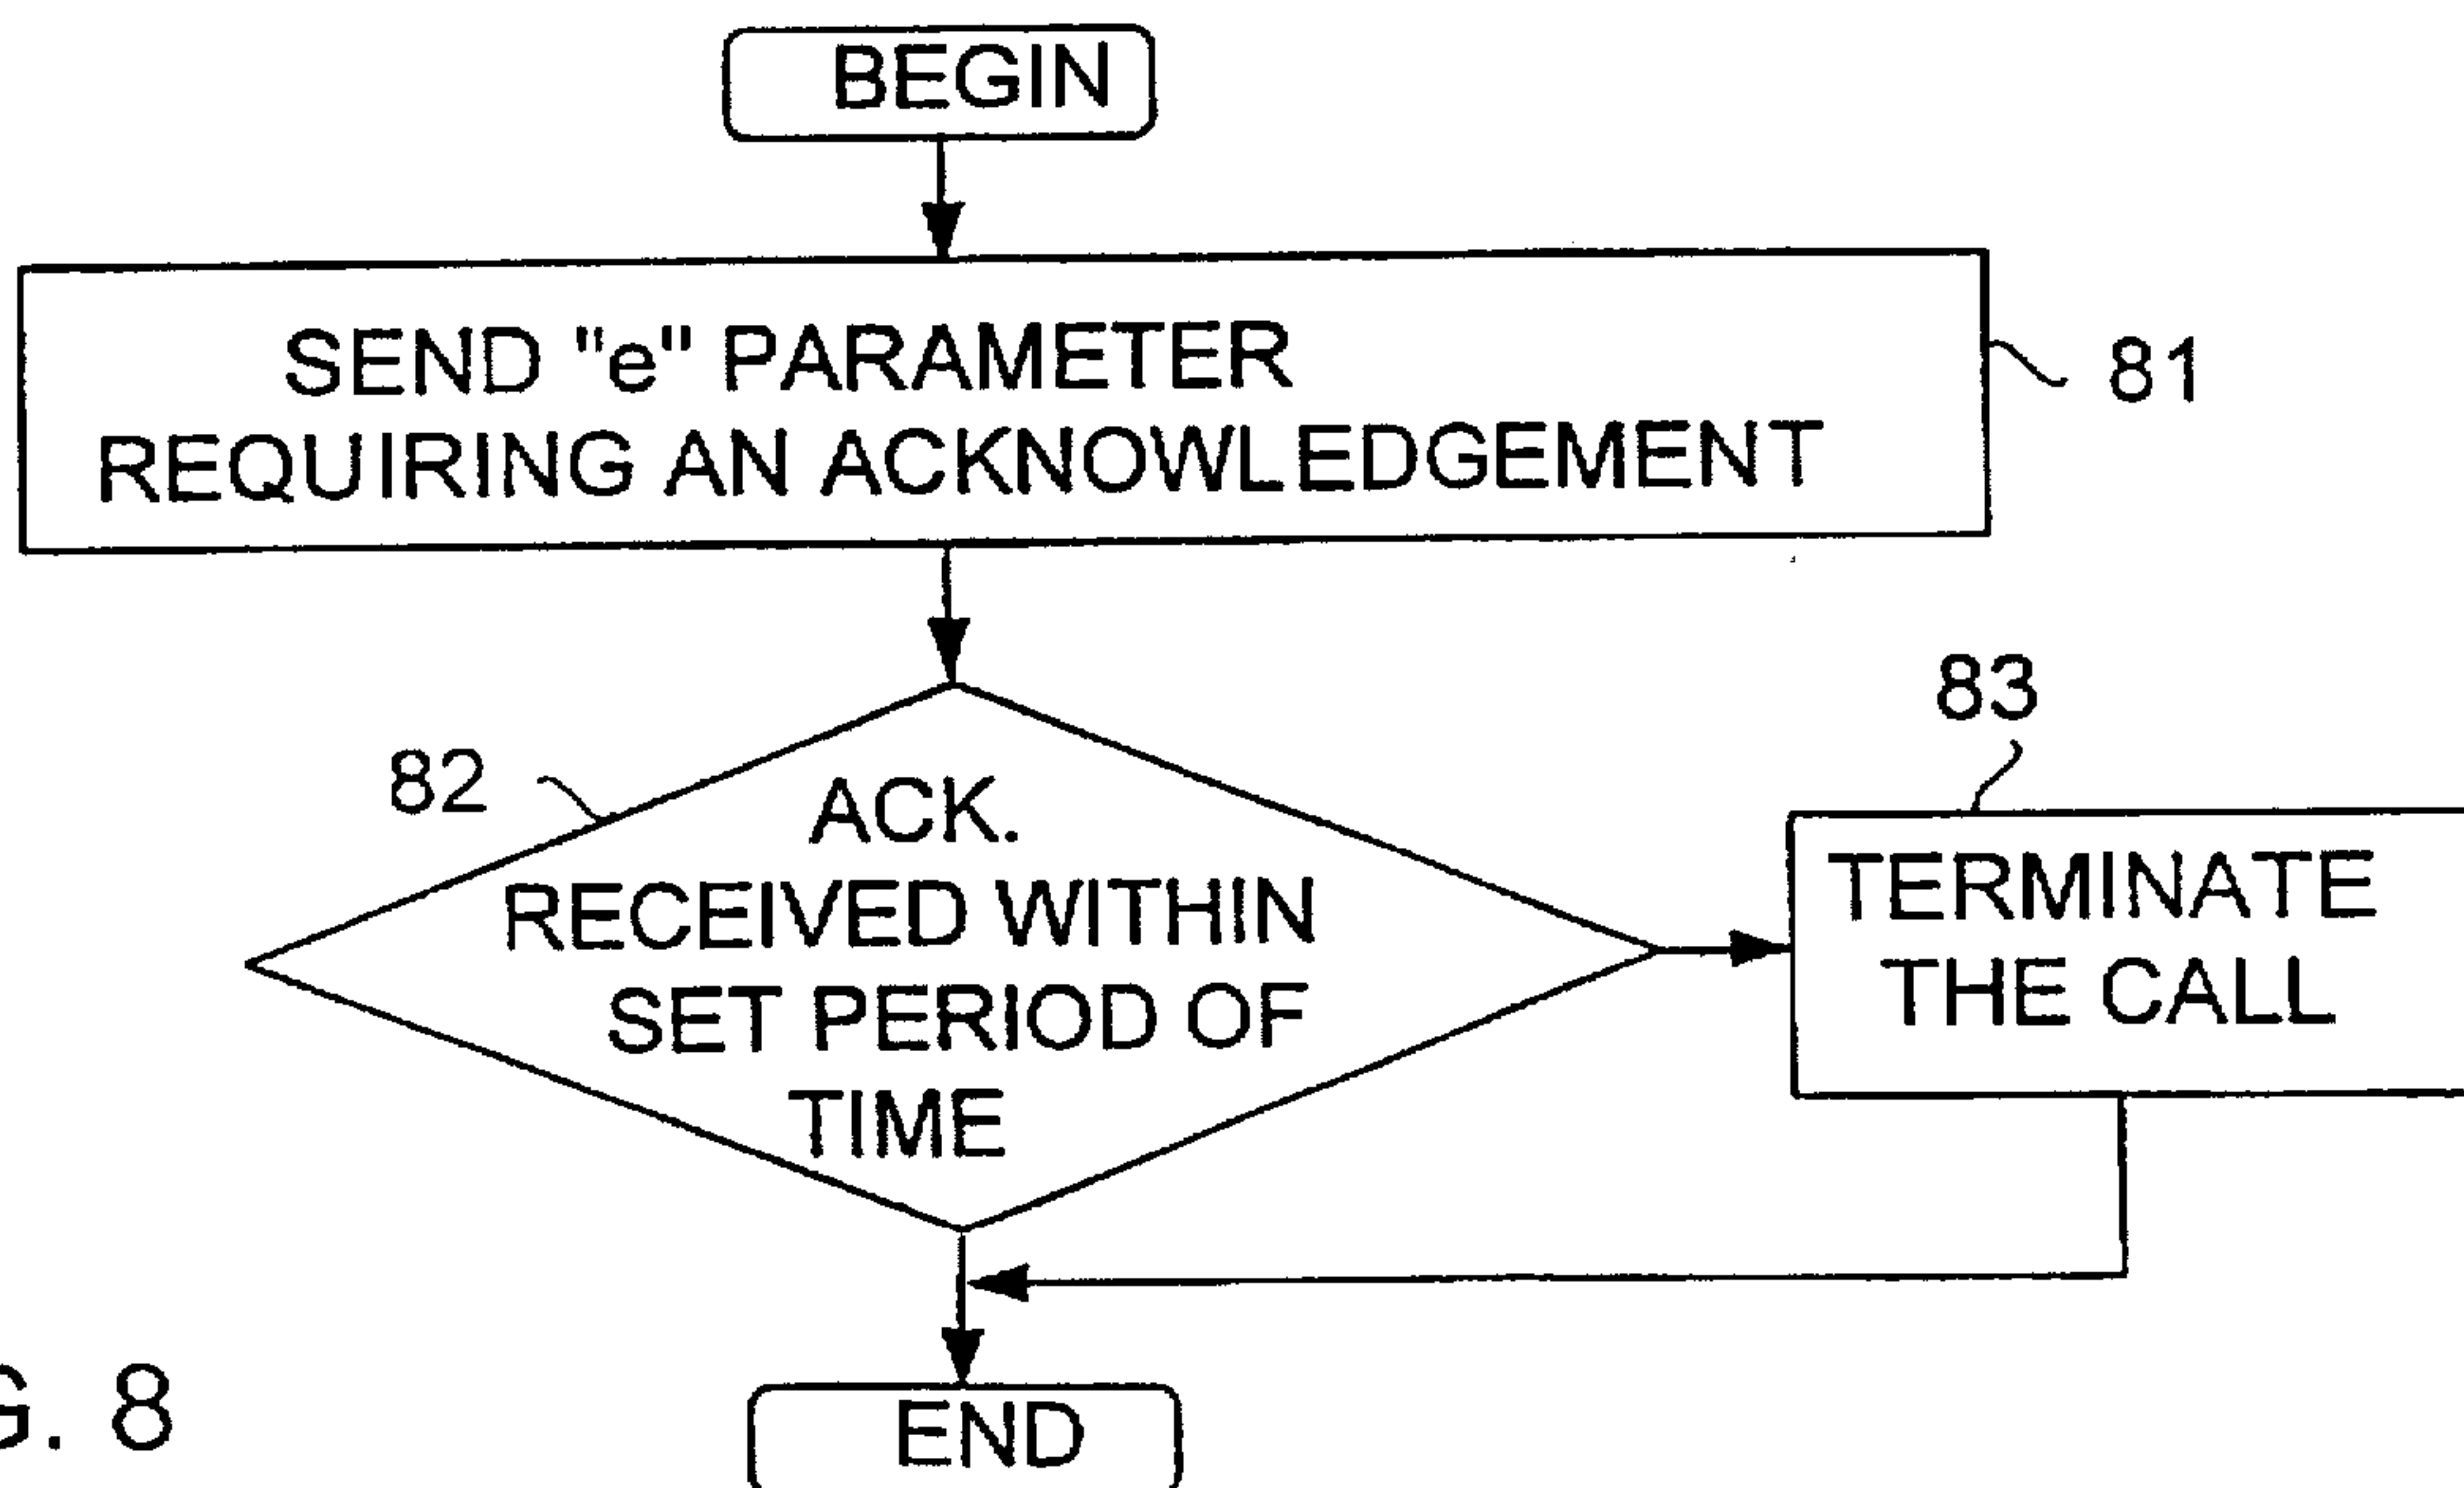 BEGIN
SEND "e" PARAMETER
REQUIRING AN ACKNOWLEDGEMENT
81
82
ACK.
RECEIVED WITHIN
SET PERIOD OF
TIME
83
TERMINATE
THE CALL
END
G. 8